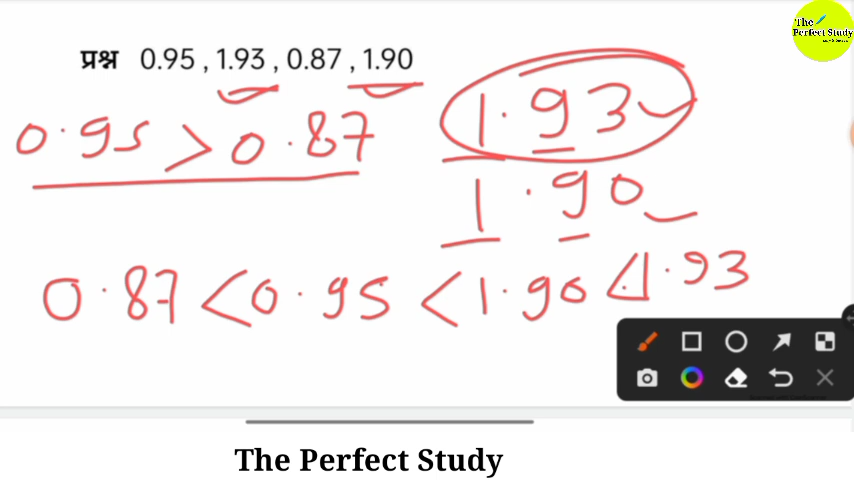 The
Perfect Study
प्रश्न 0.95 , 1.93 , 0.87 , 1.90
0.95 > 0.87
1.93
1.90
0.87 < 0.95 < 1.90 < 1.93
The Perfect Study